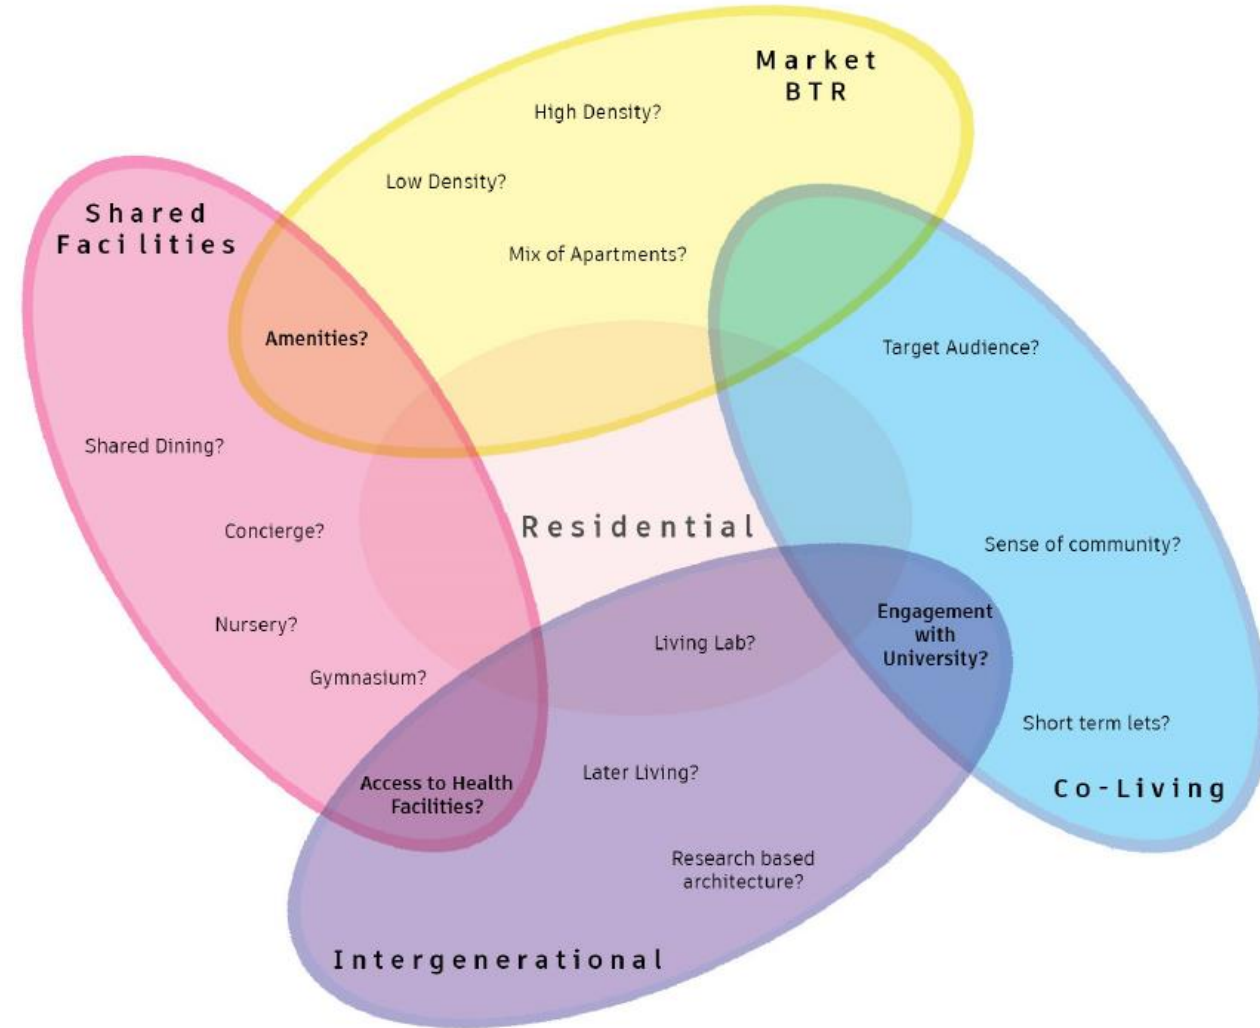 Market
BTR
High Density?
Low Density?
Mix of Apartments?
Shared
Facilities
Amenities?
Target Audience?
Shared Dining?
Concierge?
Residential
Sense of community?
Nursery?
Gymnasium?
Living Lab?
Engagement
with
University?
Short term lets?
Co-Living
Access to Health
Facilities?
Later Living?
Research based
architecture?
Intergenerational